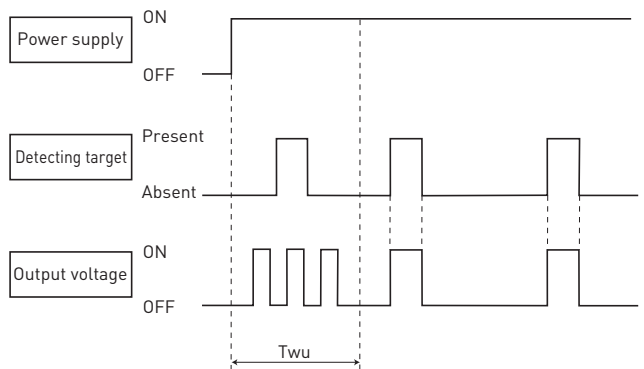 ON
Power supply
OFF
Present
Detecting target
Absent
ON
Output voltage
OFF
Twu